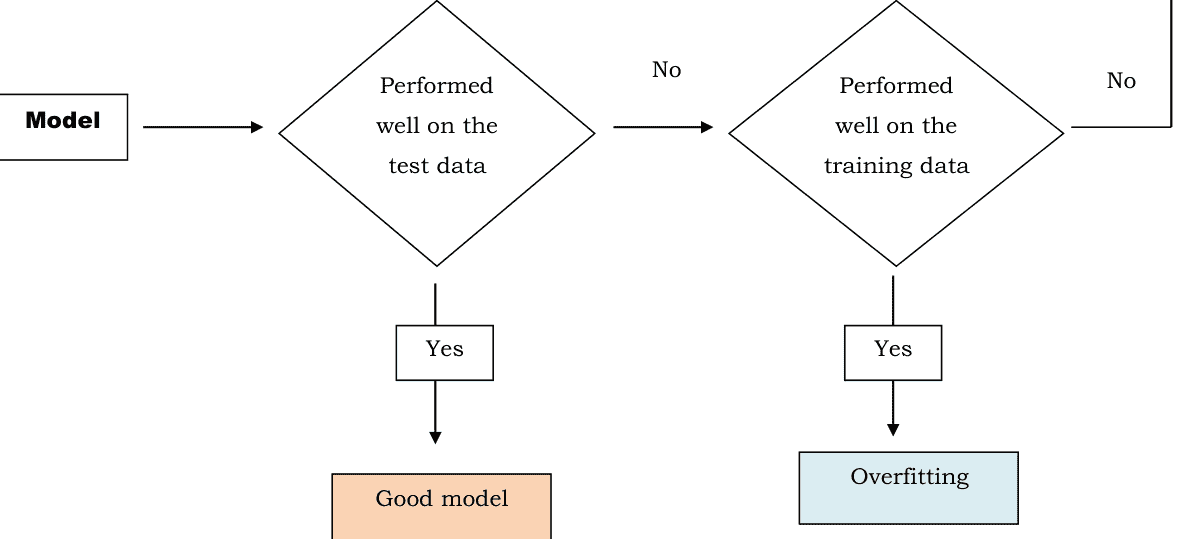 Model
Performed
well on the
test data
No
Performed
well on the
training data
No
Yes
Yes
Good model
Overfitting